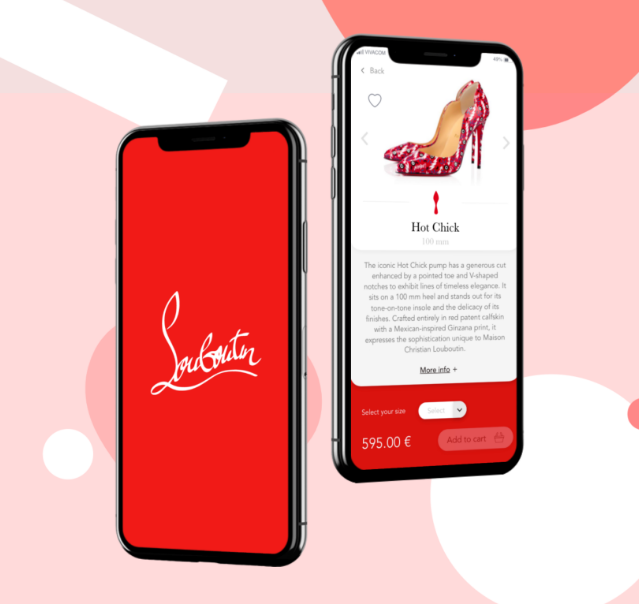 Louboutin
VIVACOM
49%
Back
Hot Chick
100 mm
The iconic Hot Chick pump has a generous cut
enhanced by a pointed toe and V-shaped
notches to exhibit lines of timeless elegance. It
sits on a 100 mm heel and stands out for its
tone-on-tone insole and the delicacy of its
finishes. Crafted entirely in red patent calfskin
with a Mexican-inspired Ginzana print, it
expresses the sophistication unique to Maison
Christian Louboutin.
More info +
Select your size
Select
595.00 €
Add to cart